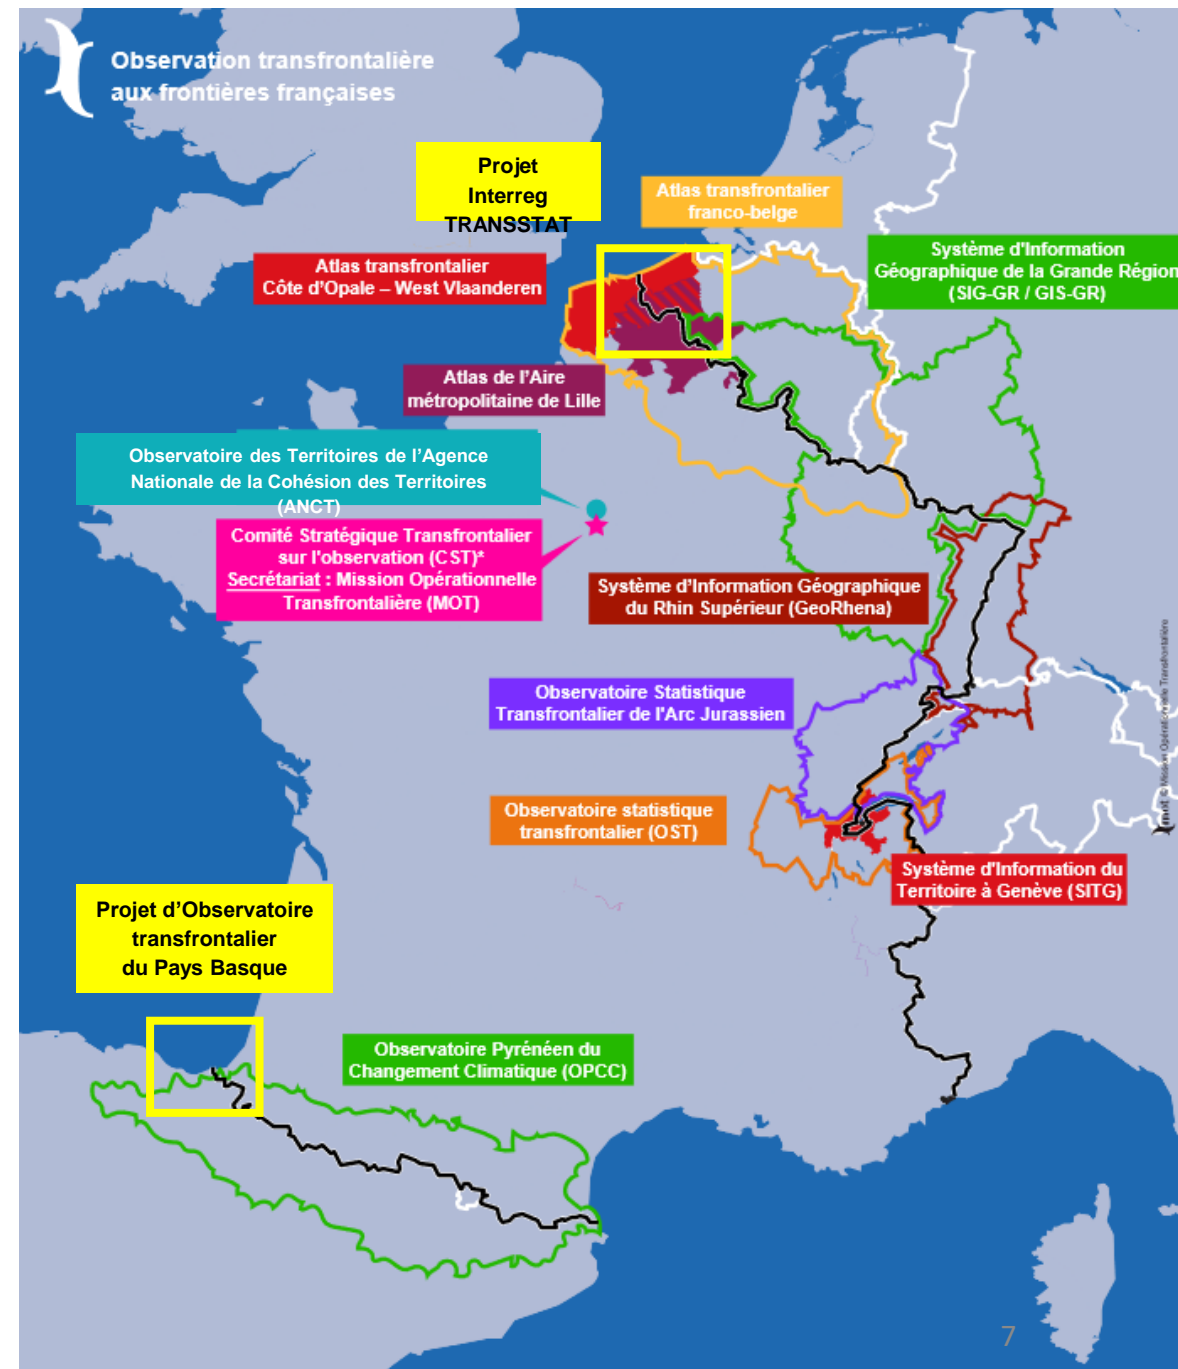 Observation transfrontalière
aux frontières françaises
Projet
Interreg
TRANSSTAT
Atlas transfrontalier
franco-belge
Système d'Information
Géographique de la Grande Région
(SIG-GR / GIS-GR)
Atlas transfrontalier
Côte d'Opale – West Vlaanderen
Atlas de l'Aire
métropolitaine de Lille
Observatoire des Territoires de l'Agence
Nationale de la Cohésion des Territoires
(ANCT)
Comité Stratégique Transfrontalier
sur l'observation (CST)*
Secrétariat : Mission Opérationnelle
Transfrontalière (MOT)
Système d'Information Géographique
du Rhin Supérieur (GeoRhena)
Observatoire Statistique
Transfrontalier de l'Arc Jurassien
Observatoire statistique
transfrontalier (OST)
Système d'Information du
Territoire à Genève (SITG)
Projet d'Observatoire
transfrontalier
du Pays Basque
Observatoire Pyrénéen du
Changement Climatique (OPCC)
mot © Mission Opérationnelle Transfrontalière
7